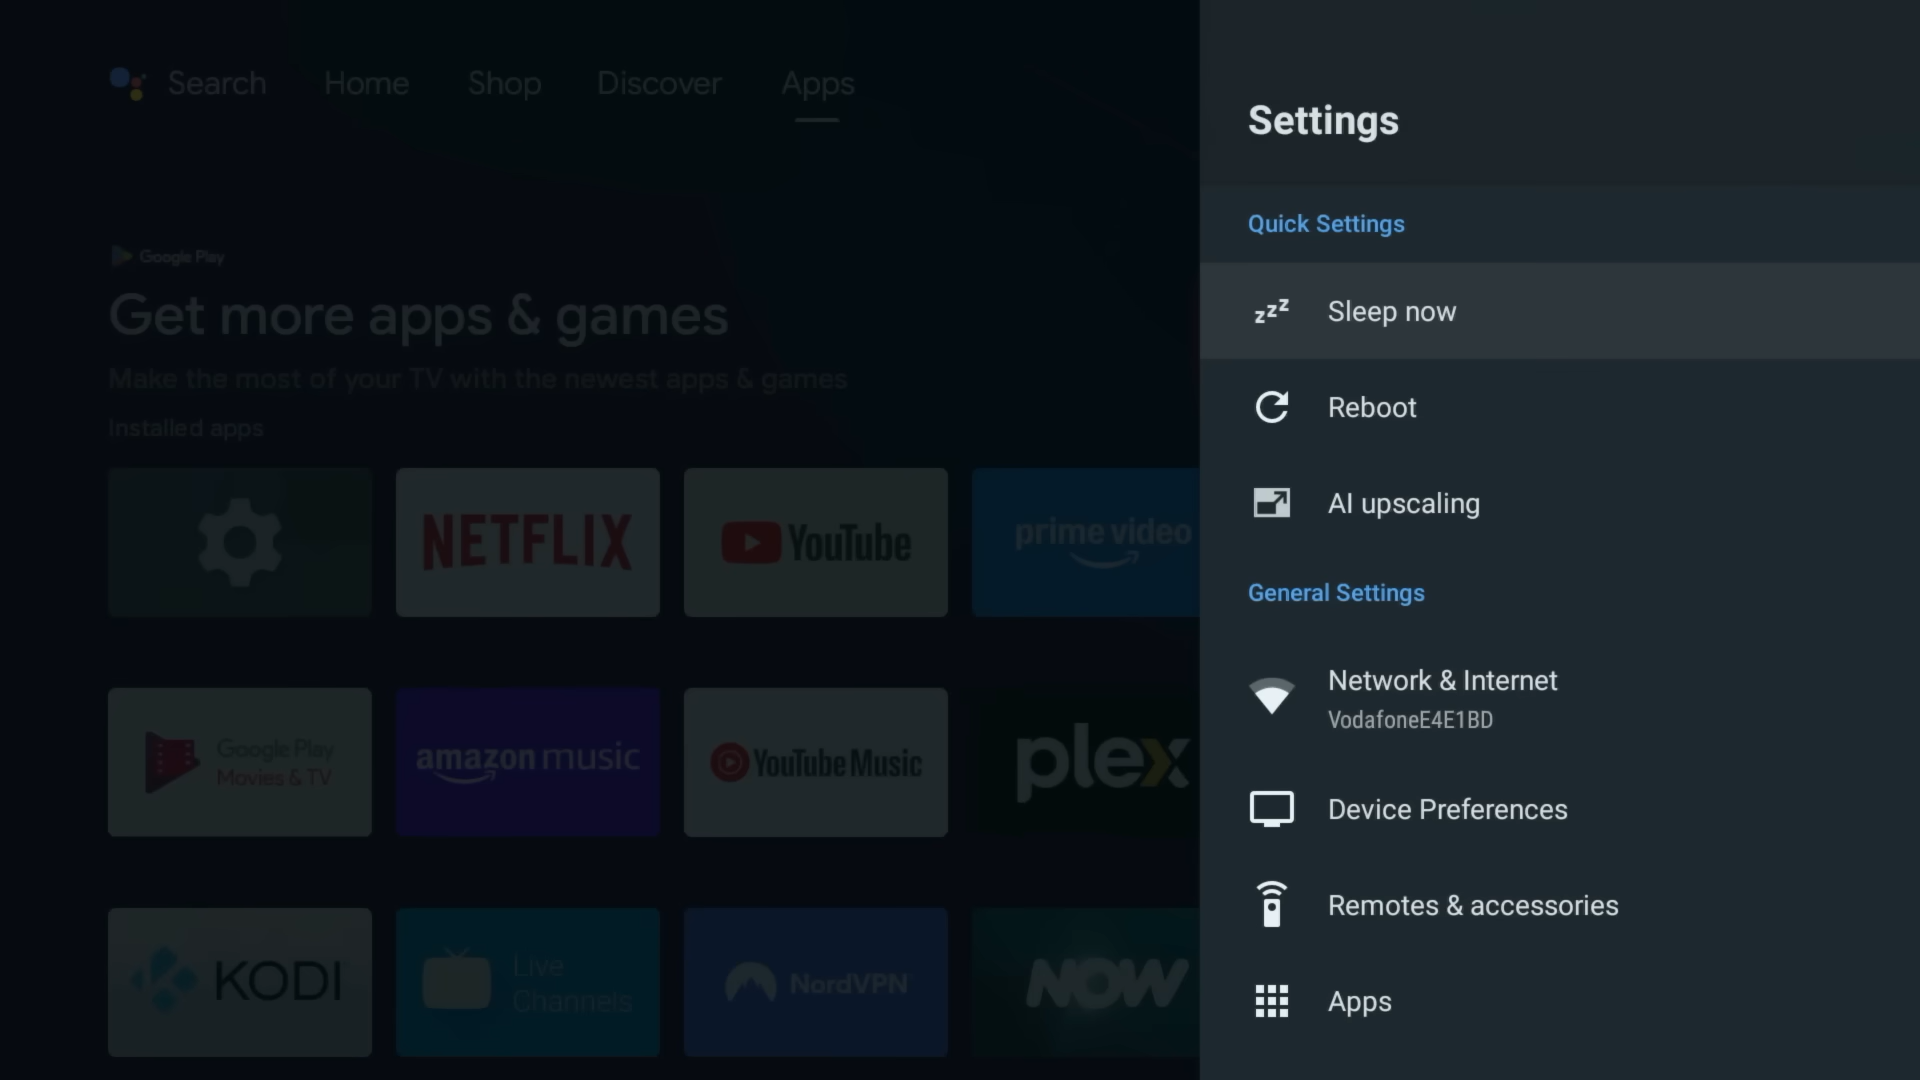 Search Home Shop Discover Apps
Google Play
Get more apps & games
Make the most of your TV with the newest apps & games
Installed apps
NETFLIX
YouTube
prime video
Google Play
Movies & TV
amazon music
YouTube Music
plex
KODI
Live
Channels
NordVPN
NOW
Settings
Quick Settings
zzz Sleep now
Reboot
AI upscaling
General Settings
Network & Internet
VodafoneE4E1BD
Device Preferences
Remotes & accessories
Apps